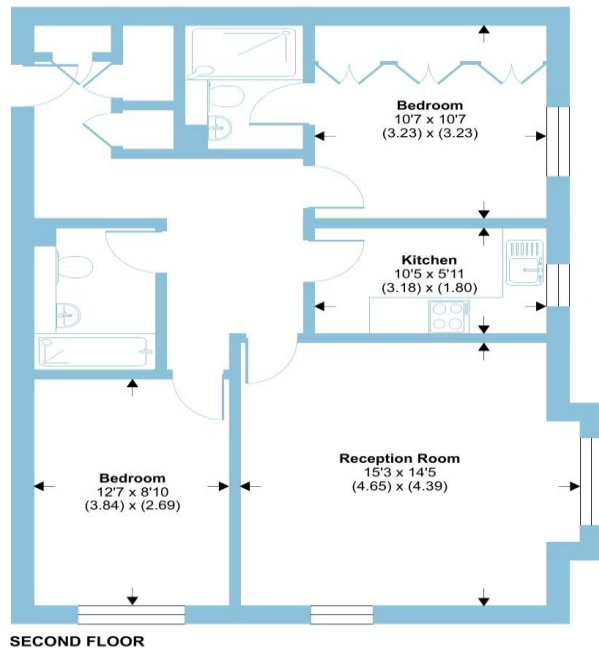 Bedroom
10'7 x 10'7
(3.23) x (3.23)
Kitchen
10'5 x 5'11
(3.18) x (1.80)
Reception Room
15'3 x 14'5
(4.65) x (4.39)
Bedroom
12'7 x 8'10
(3.84) x (2.69)
SECOND FLOOR